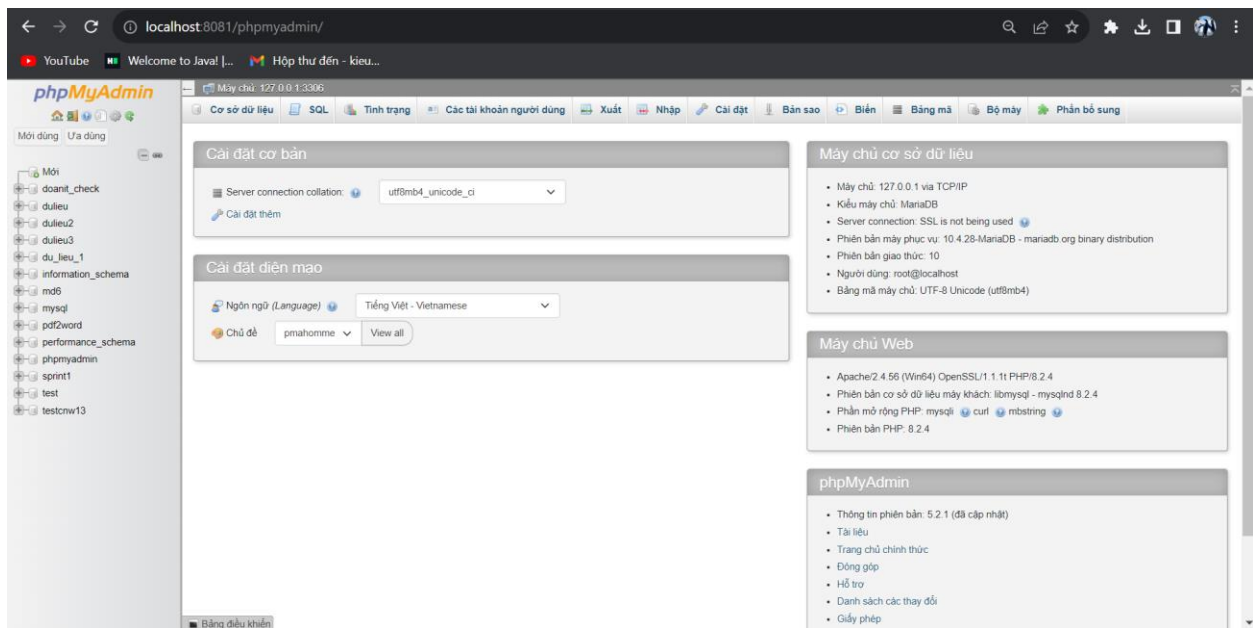 localhost:8081/phpmyadmin/
YouTube Welcome to Java! |... Hộp thư đến - kieu...
phpMyAdmin
Mới dùng Ưa dùng
Mới
doanit_check
dulieu
dulieu2
dulieu3
du_lieu_1
information_schema
md6
mysql
pdf2word
performance_schema
phpmyadmin
sprint1
test
testcnw13
Máy chủ: 127.0.0.1:3306
Cơ sở dữ liệu SQL Tình trạng Các tài khoản người dùng Xuất Nhập Cài đặt Bản sao Biến Bảng mã Bộ máy Phần bổ sung
Cài đặt cơ bản
Server connection collation: utf8mb4_unicode_ci
Cài đặt thêm
Cài đặt diện mạo
Ngôn ngữ (Language) Tiếng Việt - Vietnamese
Chủ đề pmahomme View all
Máy chủ cơ sở dữ liệu
• Máy chủ: 127.0.0.1 via TCP/IP
• Kiểu máy chủ: MariaDB
• Server connection: SSL is not being used
• Phiên bản máy phục vụ: 10.4.28-MariaDB - mariadb.org binary distribution
• Phiên bản giao thức: 10
• Người dùng: root@localhost
• Bảng mã máy chủ: UTF-8 Unicode (utf8mb4)
Máy chủ Web
• Apache/2.4.56 (Win64) OpenSSL/1.1.1t PHP/8.2.4
• Phiên bản cơ sở dữ liệu máy khách: libmysql - mysqlnd 8.2.4
• Phần mở rộng PHP: mysqli curl mbstring
• Phiên bản PHP: 8.2.4
phpMyAdmin
• Thông tin phiên bản: 5.2.1 (đã cập nhật)
• Tài liệu
• Trang chủ chính thức
• Đóng góp
• Hỗ trợ
• Danh sách các thay đổi
• Giấy phép
Bảng điều khiển